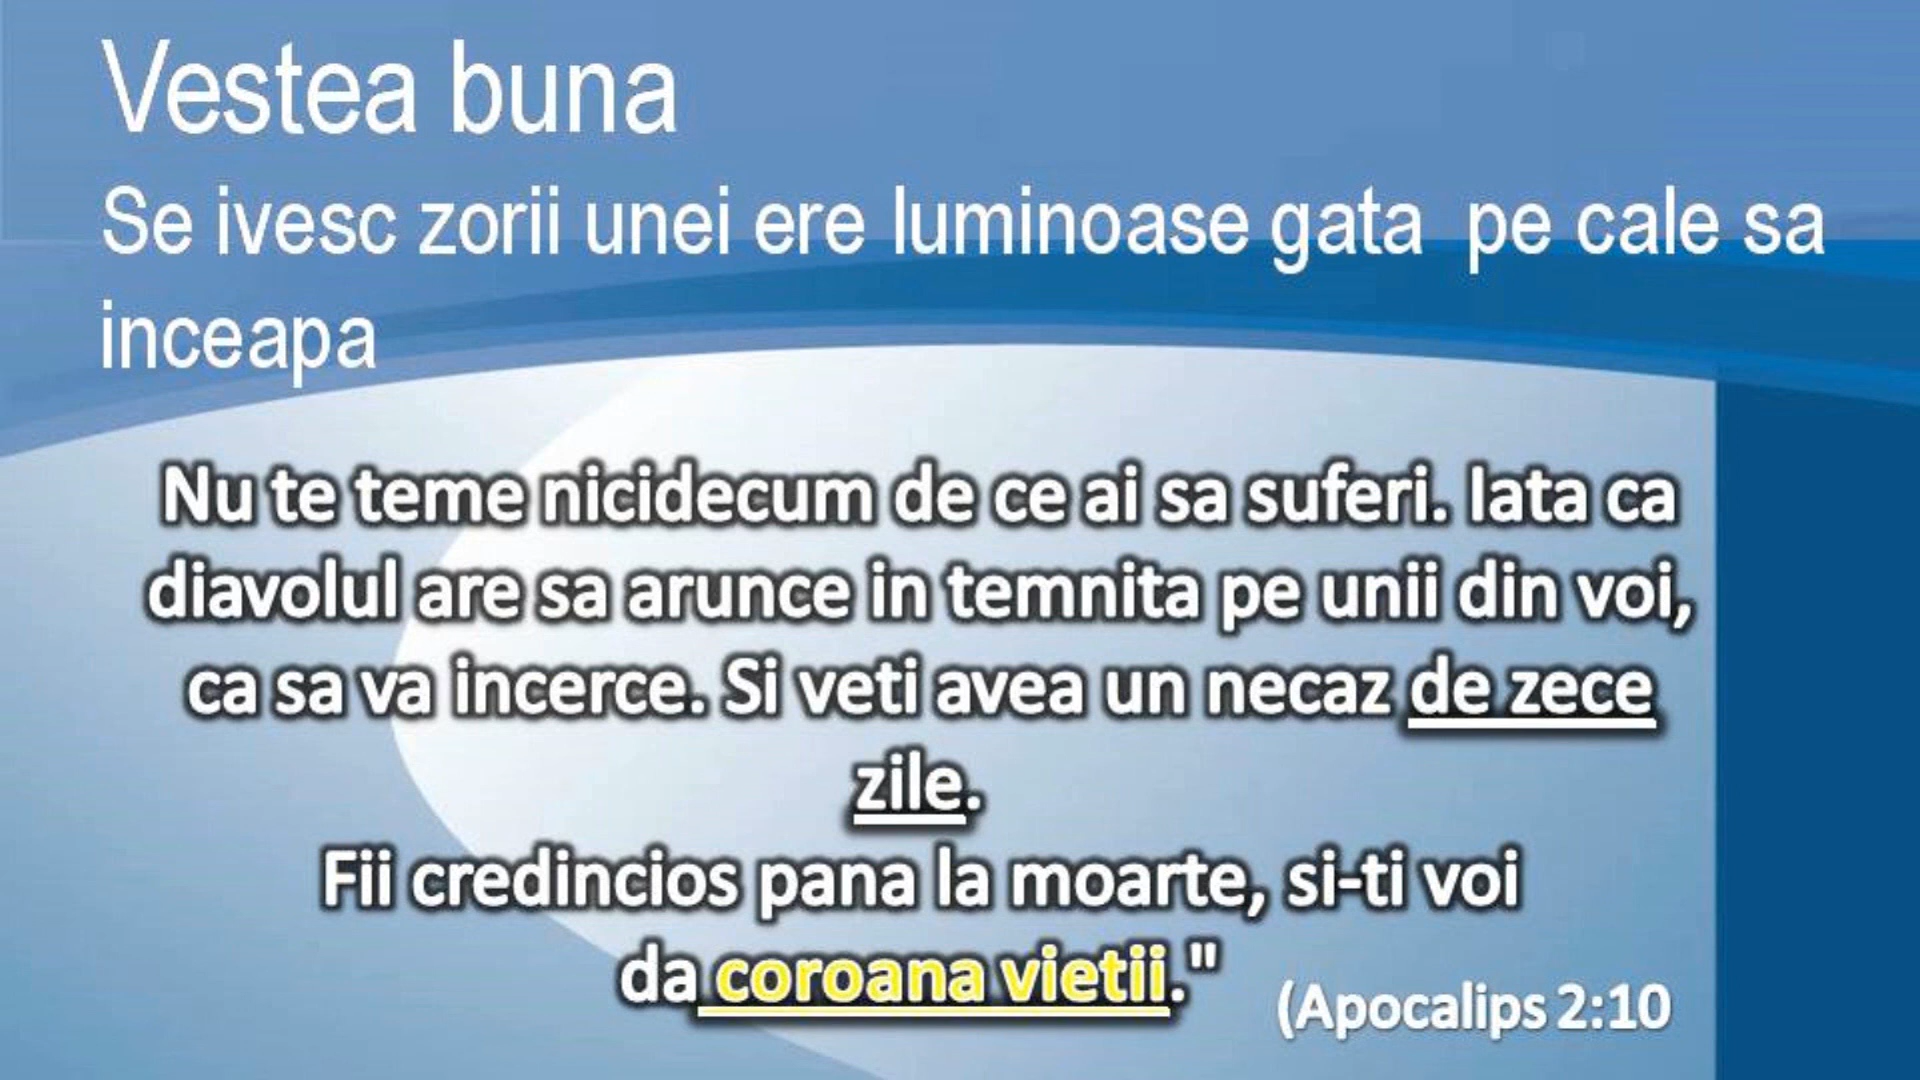 Vestea buna
Se ivesc zorii unei ere luminoase gata pe cale sa
inceapa
Nu te teme nicidecum de ce ai sa suferi. Iata ca
diavolul are sa arunce in temnita pe unii din voi,
ca sa va incerce. Si veti avea un necaz de zece
zile.
Fii credincios pana la moarte, si-ti voi
da coroana vietii."
(Apocalips 2:10